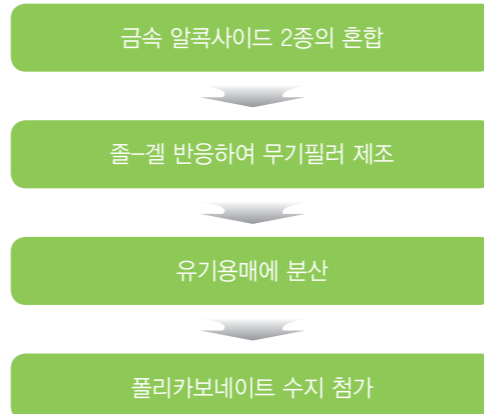 금속 알콕사이드 2종의 혼합
졸-겔 반응하여 무기필러 제조
유기용매에 분산
폴리카보네이트 수지 첨가